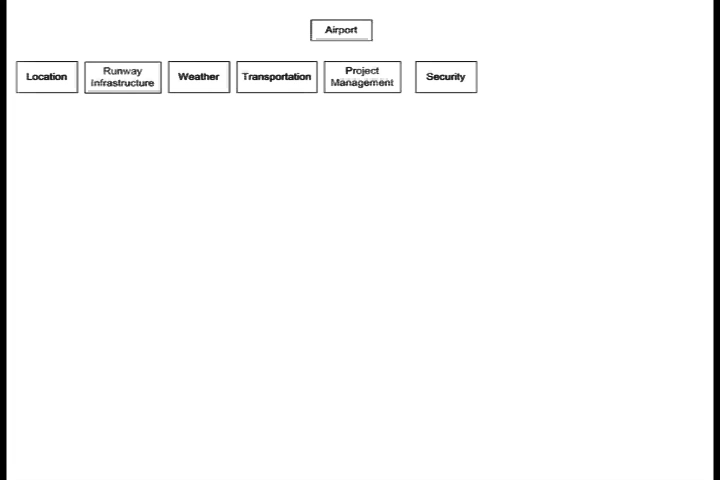 Airport
Location
Runway
Infrastructure
Weather
Transportation
Project
Management
Security